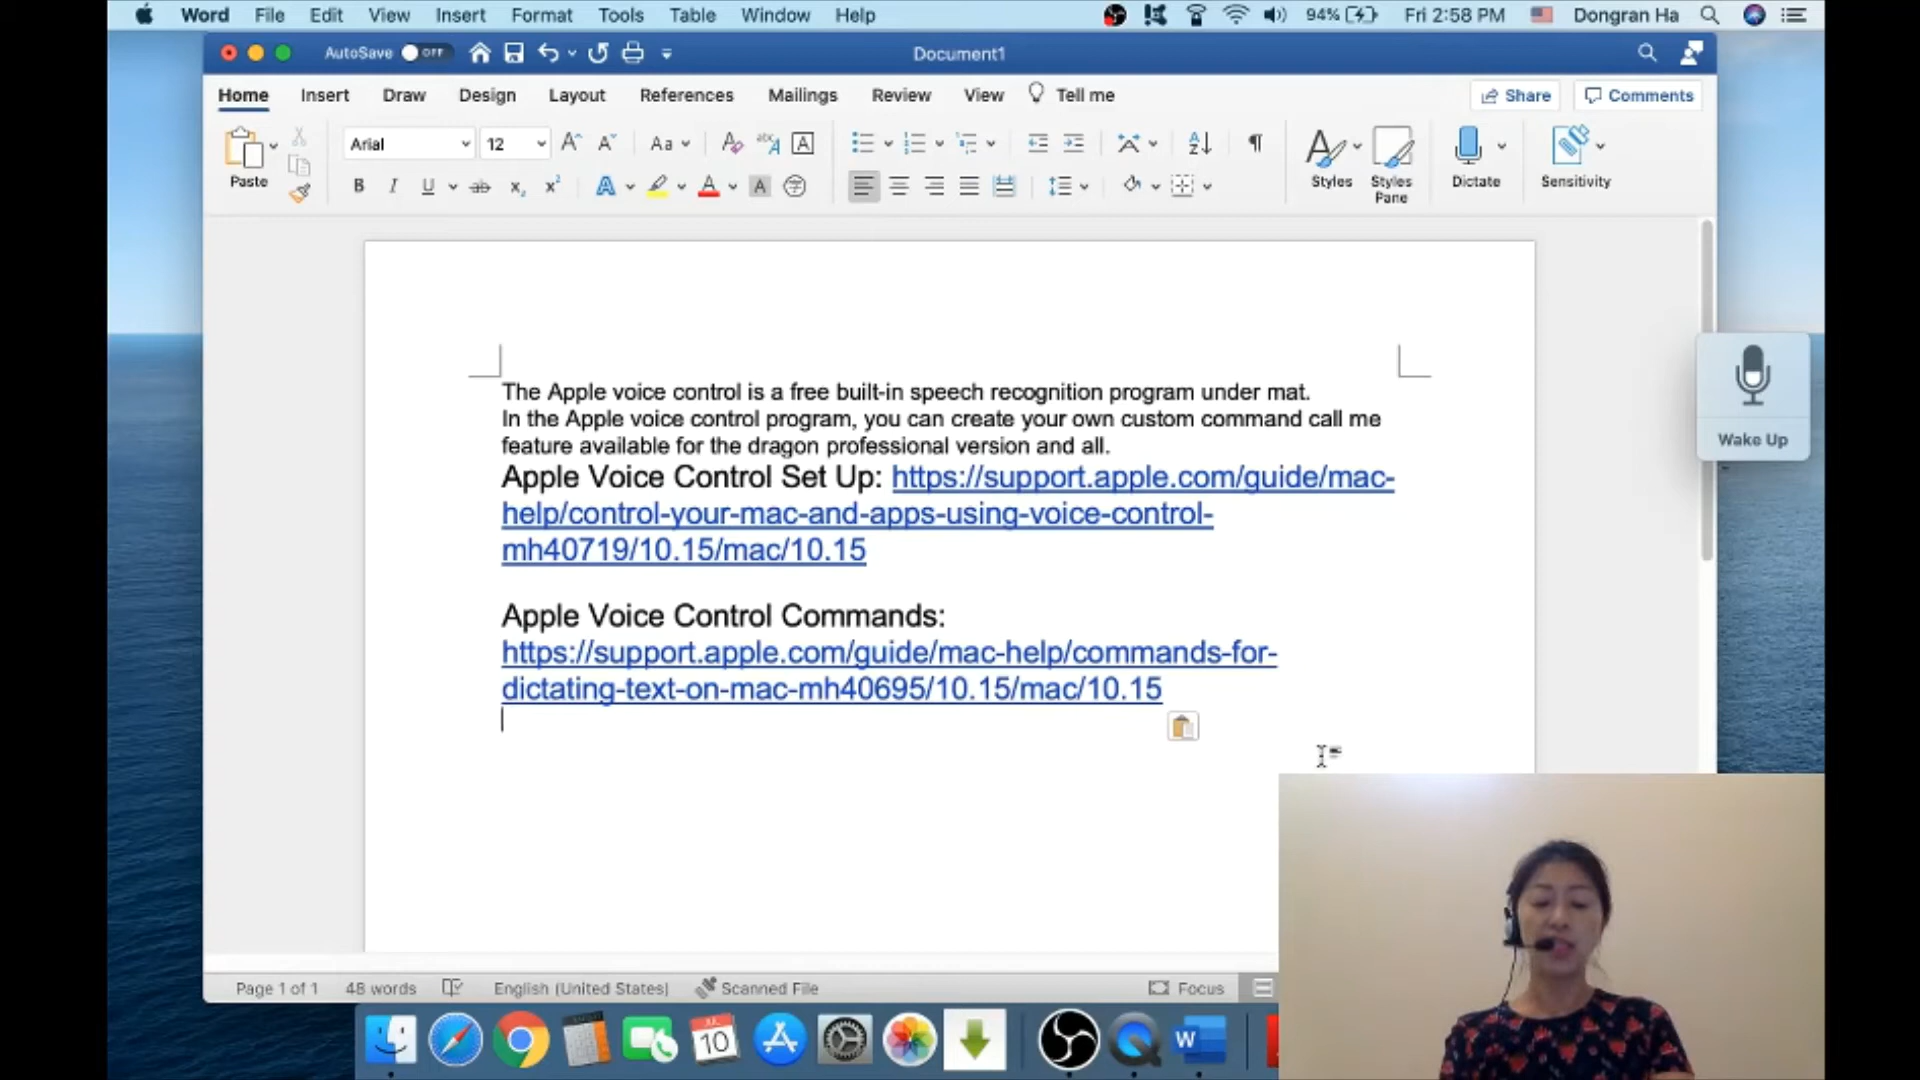 Word File Edit View Insert Format Tools Table Window Help 94% Fri 2:58 PM Dongran Ha
AutoSave OFF Document1
Home Insert Draw Design Layout References Mailings Review View Tell me Share Comments
Arial 12 Aa A
Paste B I U ab x₂ x² A A A Styles Styles Pane Dictate Sensitivity
The Apple voice control is a free built-in speech recognition program under mat.
In the Apple voice control program, you can create your own custom command call me
feature available for the dragon professional version and all.
Wake Up
Apple Voice Control Set Up: https://support.apple.com/guide/mac-
help/control-your-mac-and-apps-using-voice-control-
mh40719/10.15/mac/10.15
Apple Voice Control Commands:
https://support.apple.com/guide/mac-help/commands-for-
dictating-text-on-mac-mh40695/10.15/mac/10.15
Page 1 of 1 48 words English (United States) Scanned File Focus
JUL
10
W